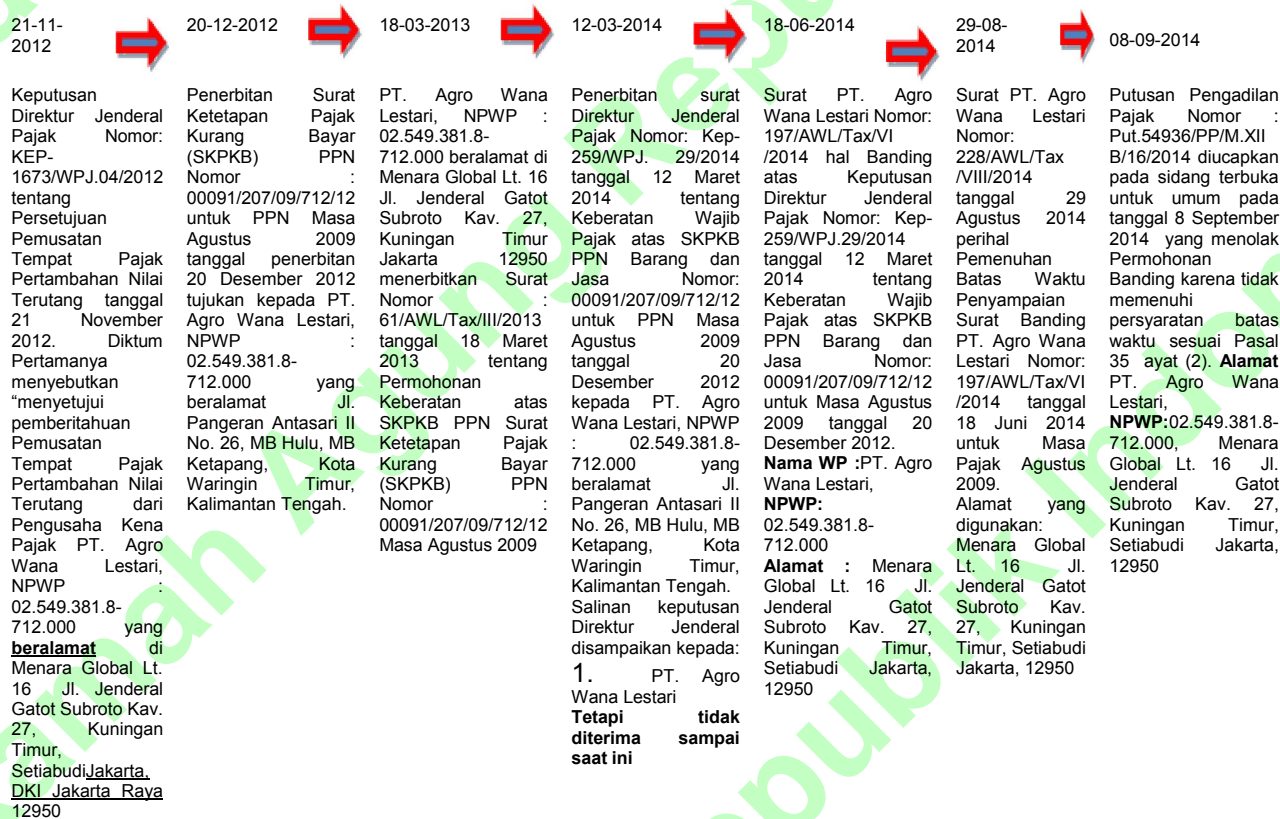 21-11-
2012
20-12-2012
18-03-2013
12-03-2014
18-06-2014
29-08-
2014
08-09-2014
Keputusan
Direktur Jenderal
Pajak Nomor:
KEP-
1673/WPJ.04/2012
tentang
Persetujuan
Pemusatan
Tempat Pajak
Pertambahan Nilai
Terutang tanggal
21 November
2012. Diktum
Pertamanya
menyebutkan
“menyetujui
pemberitahuan
Pemusatan
Tempat Pajak
Pertambahan Nilai
Terutang dari
Pengusaha Kena
Pajak PT. Agro
Wana Lestari,
NPWP :
02.549.381.8-
712.000 yang
beralamat di
Menara Global Lt.
16 Jl. Jenderal
Gatot Subroto Kav.
27, Kuningan
Timur,
SetiabudiJakarta,
DKI Jakarta Raya
12950
Penerbitan Surat
Ketetapan Pajak
Kurang Bayar
(SKPKB) PPN
Nomor :
00091/207/09/712/12
untuk PPN Masa
Agustus 2009
tanggal penerbitan
20 Desember 2012
tujukan kepada PT.
Agro Wana Lestari,
NPWP :
02.549.381.8-
712.000 yang
beralamat Jl.
Pangeran Antasari II
No. 26, MB Hulu, MB
Ketapang, Kota
Waringin Timur,
Kalimantan Tengah.
PT. Agro Wana
Lestari, NPWP :
02.549.381.8-
712.000 beralamat di
Menara Global Lt. 16
Jl. Jenderal Gatot
Subroto Kav. 27,
Kuningan Timur
Jakarta 12950
menerbitkan Surat
Nomor :
61/AWL/Tax/III/2013
tanggal 18 Maret
2013 tentang
Permohonan
Keberatan atas
SKPKB PPN Surat
Ketetapan Pajak
Kurang Bayar
(SKPKB) PPN
Nomor :
00091/207/09/712/12
Masa Agustus 2009
Penerbitan surat
Direktur Jenderal
Pajak Nomor: Kep-
259/WPJ. 29/2014
tanggal 12 Maret
2014 tentang
Keberatan Wajib
Pajak atas SKPKB
PPN Barang dan
Jasa Nomor:
00091/207/09/712/12
untuk PPN Masa
Agustus 2009
tanggal 20
Desember 2012
kepada PT. Agro
Wana Lestari, NPWP
: 02.549.381.8-
712.000 yang
beralamat Jl.
Pangeran Antasari II
No. 26, MB Hulu, MB
Ketapang, Kota
Waringin Timur,
Kalimantan Tengah.
Salinan keputusan
Direktur Jenderal
disampaikan kepada:
1. PT. Agro
Wana Lestari
Tetapi tidak
diterima sampai
saat ini
Surat PT. Agro
Wana Lestari Nomor:
197/AWL/Tax/VI
/2014 hal Banding
atas Keputusan
Direktur Jenderal
Pajak Nomor: Kep-
259/WPJ.29/2014
tanggal 12 Maret
2014 tentang
Keberatan Wajib
Pajak atas SKPKB
PPN Barang dan
Jasa Nomor:
00091/207/09/712/12
untuk Masa Agustus
2009 tanggal 20
Desember 2012.
Nama WP :PT. Agro
Wana Lestari,
NPWP:
02.549.381.8-
712.000
Alamat : Menara
Global Lt. 16 Jl.
Jenderal Gatot
Subroto Kav. 27,
Kuningan Timur,
Setiabudi Jakarta,
12950
Surat PT. Agro
Wana Lestari
Nomor:
228/AWL/Tax
/VIII/2014
tanggal 29
Agustus 2014
perihal
Pemenuhan
Batas Waktu
Penyampaian
Surat Banding
PT. Agro Wana
Lestari Nomor:
197/AWL/Tax/VI
/2014 tanggal
18 Juni 2014
untuk Masa
Pajak Agustus
2009.
Alamat yang
digunakan:
Menara Global
Lt. 16 Jl.
Jenderal Gatot
Subroto Kav.
27, Kuningan
Timur, Setiabudi
Jakarta, 12950
Putusan Pengadilan
Pajak Nomor :
Put.54936/PP/M.XII
B/16/2014 diucapkan
pada sidang terbuka
untuk umum pada
tanggal 8 September
2014 yang menolak
Permohonan
Banding karena tidak
memenuhi
persyaratan batas
waktu sesuai Pasal
35 ayat (2). Alamat
PT. Agro Wana
Lestari,
NPWP:02.549.381.8-
712.000, Menara
Global Lt. 16 Jl.
Jenderal Gatot
Subroto Kav. 27,
Kuningan Timur,
Setiabudi Jakarta,
12950